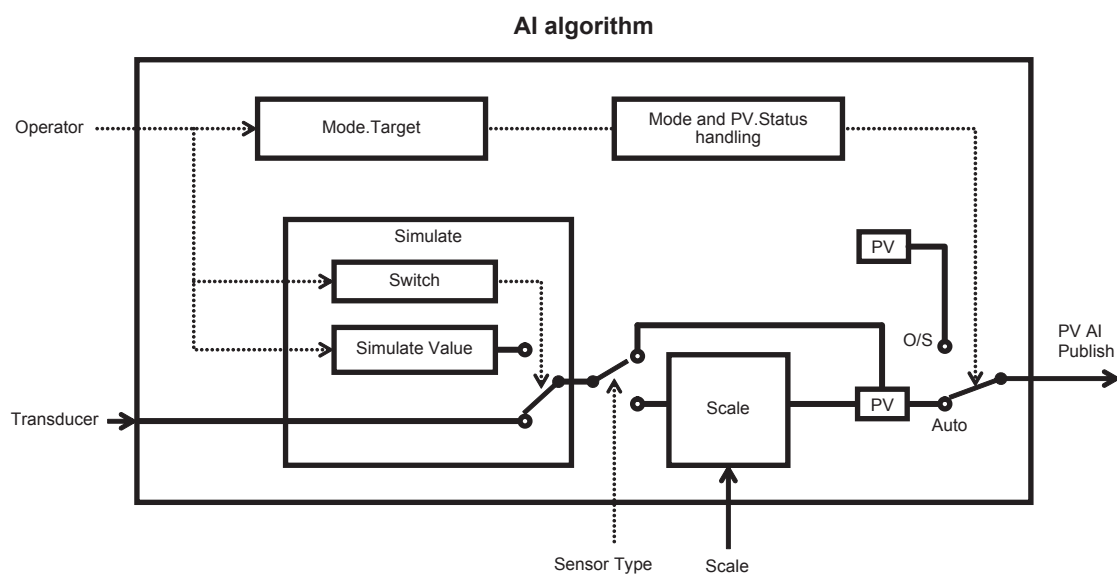 AI algorithm
Operator
Mode.Target
Mode and PV.Status
handling
Simulate
PV
Switch
O/S
PV AI
Publish
Simulate Value
Scale
PV
Transducer
Auto
Sensor Type
Scale